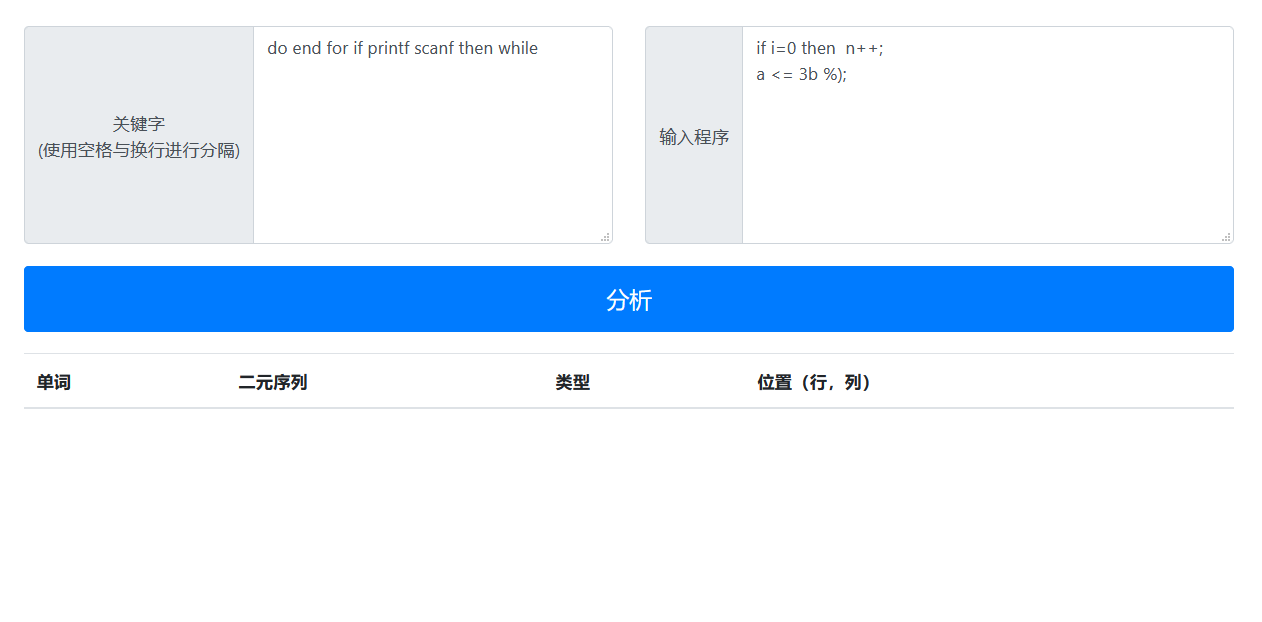 关键字
(使用空格与换行进行分隔)
do end for if printf scanf then while
输入程序
if i=0 then  n++;
a <= 3b %);
分析
单词 二元序列 类型 位置（行，列）